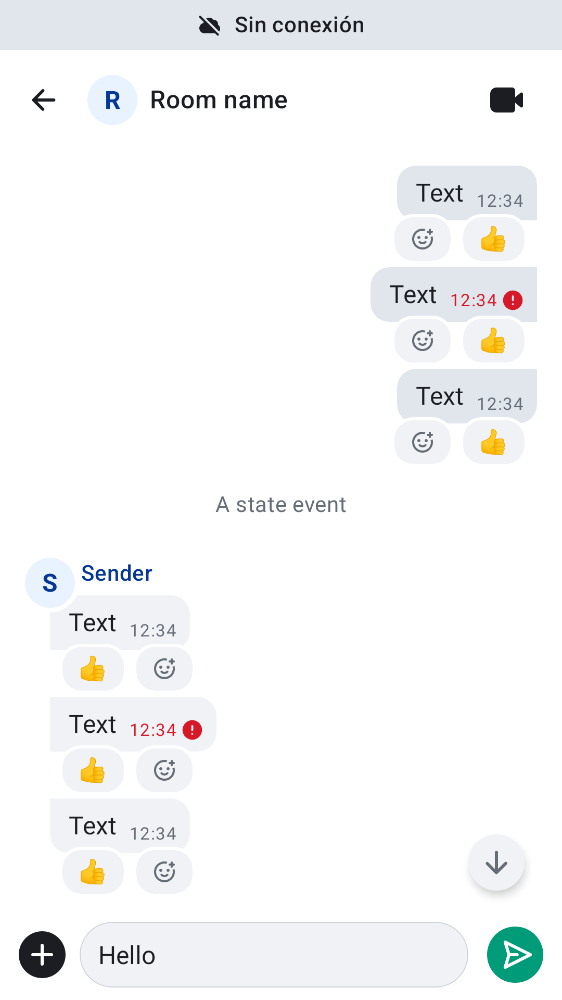 Sin conexión
R Room name
Text 12:34
Text 12:34
Text 12:34
A state event
S Sender
Text 12:34
Text 12:34
Text 12:34
Hello